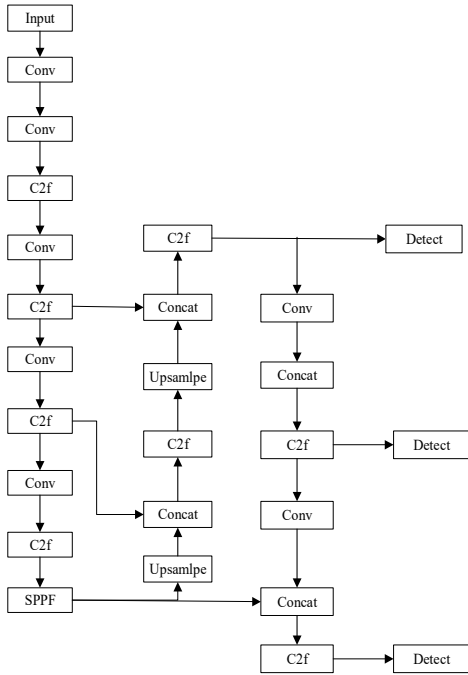 Input
Conv
Conv
C2f
Conv
C2f
Conv
C2f
Conv
C2f
SPPF
C2f
Concat
Upsamlpe
C2f
Concat
Upsamlpe
Detect
Conv
Concat
C2f
Detect
Conv
Concat
C2f
Detect